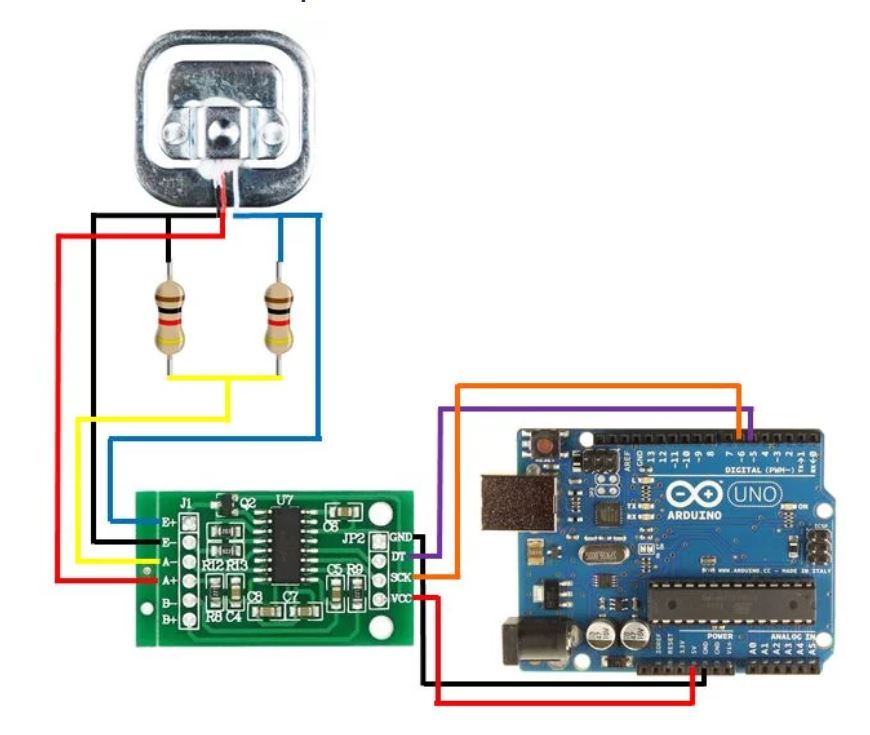 J1
Q2
U7
C6
E+
E-
A-
A+
B-
B+
R12 R13
C8
C7
R8 C4
C5 R9
JP2
GND
DT
SCK
VCC
AREF
GND
13
12
~11
~10
~9
8
7
~6
~5
4
~3
2
TX→1
RX←0
DIGITAL (PWM~)
L
TX
RX
UNO
ARDUINO
ON
ICSP
WWW.ARDUINO.CC - MADE IN ITALY
POWER
ANALOG IN
IOREF
RESET
3.3V
5V
GND
GND
VIN
A0
A1
A2
A3
A4
A5